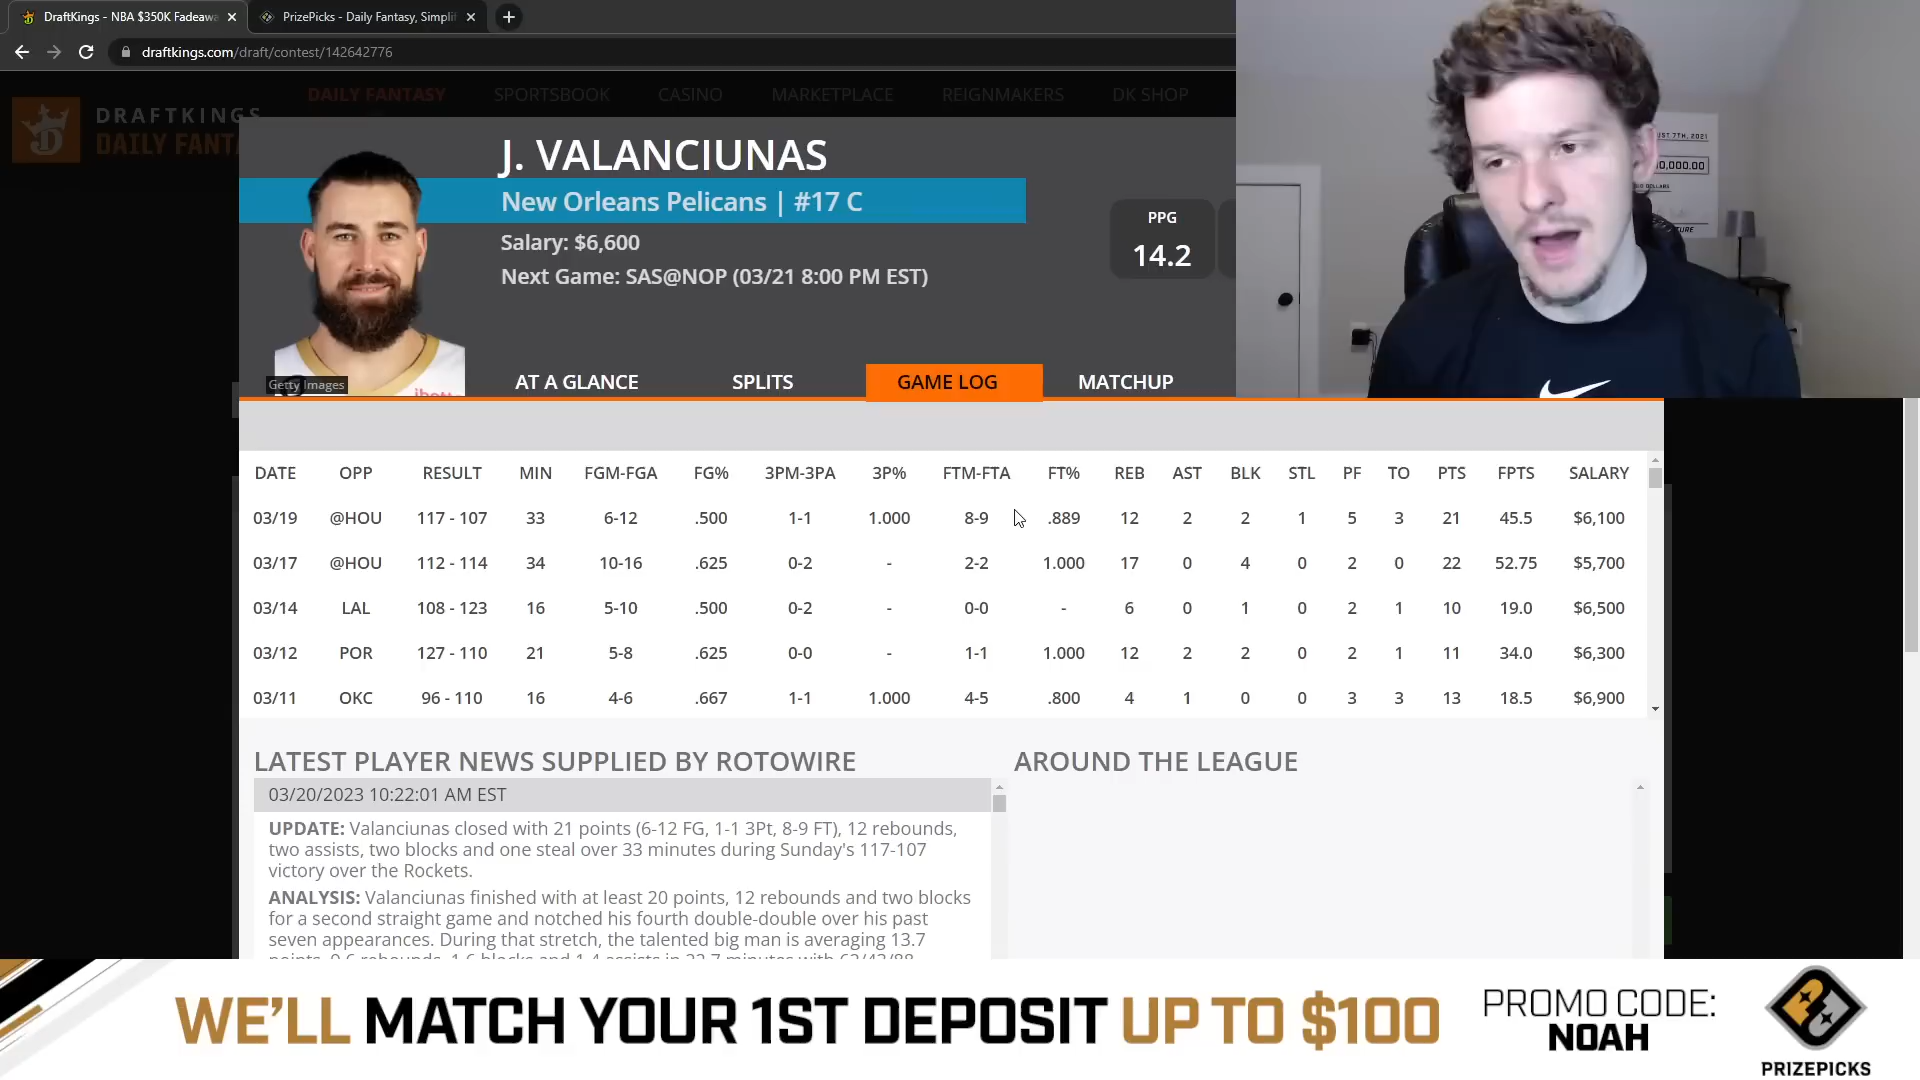 DraftKings - NBA $350K Fadeawa
PrizePicks - Daily Fantasy, Simplif
draftkings.com/draft/contest/142642776
DRAFTKINGS
DAILY FANTA
DAILY FANTASY SPORTSBOOK CASINO MARKETPLACE REIGNMAKERS DK SHOP
J. VALANCIUNAS
New Orleans Pelicans | #17 C
Salary: $6,600
Next Game: SAS@NOP (03/21 8:00 PM EST)
PPG
14.2
Getty Images
AT A GLANCE SPLITS GAME LOG MATCHUP
UST 7TH, 2021
0,000.00
DATE OPP RESULT MIN FGM-FGA FG% 3PM-3PA 3P% FTM-FTA FT% REB AST BLK STL PF TO PTS FPTS SALARY
03/19 @HOU 117 - 107 33 6-12 .500 1-1 1.000 8-9 .889 12 2 2 1 5 3 21 45.5 $6,100
03/17 @HOU 112 - 114 34 10-16 .625 0-2 - 2-2 1.000 17 0 4 0 2 0 22 52.75 $5,700
03/14 LAL 108 - 123 16 5-10 .500 0-2 - 0-0 - 6 0 1 0 2 1 10 19.0 $6,500
03/12 POR 127 - 110 21 5-8 .625 0-0 - 1-1 1.000 12 2 2 0 2 1 11 34.0 $6,300
03/11 OKC 96 - 110 16 4-6 .667 1-1 1.000 4-5 .800 4 1 0 0 3 3 13 18.5 $6,900
LATEST PLAYER NEWS SUPPLIED BY ROTOWIRE
AROUND THE LEAGUE
03/20/2023 10:22:01 AM EST
UPDATE: Valanciunas closed with 21 points (6-12 FG, 1-1 3Pt, 8-9 FT), 12 rebounds,
two assists, two blocks and one steal over 33 minutes during Sunday's 117-107
victory over the Rockets.
ANALYSIS: Valanciunas finished with at least 20 points, 12 rebounds and two blocks
for a second straight game and notched his fourth double-double over his past
seven appearances. During that stretch, the talented big man is averaging 13.7
WE'LL MATCH YOUR 1ST DEPOSIT UP TO $100
PROMO CODE:
NOAH
PRIZEPICKS